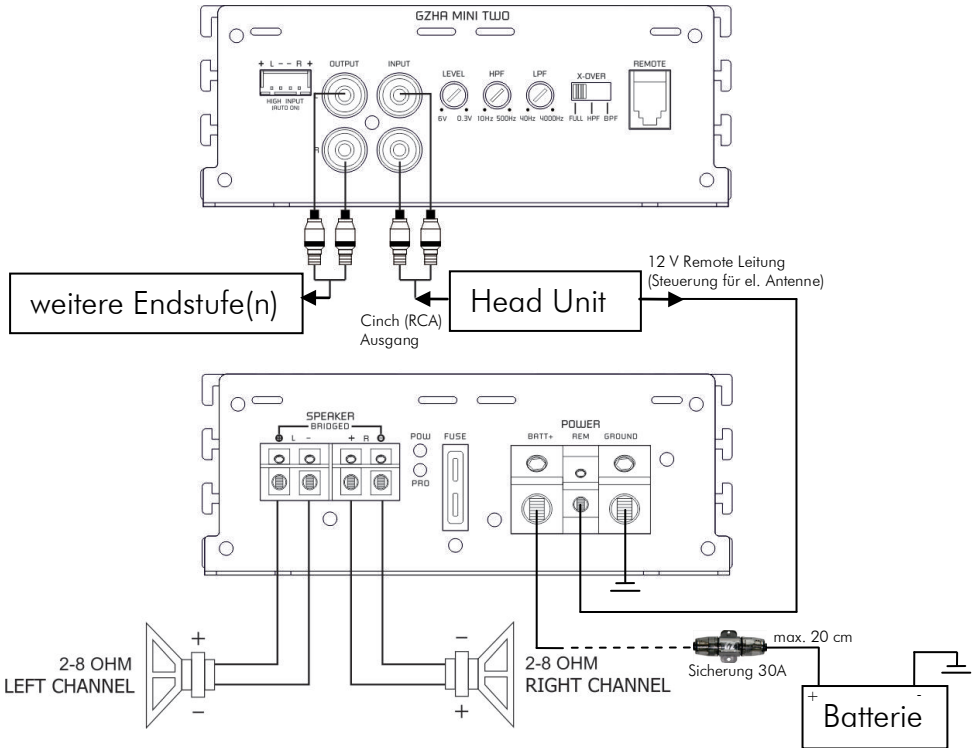 GZHA MINI TWO
+ L - - R +
HIGH INPUT
(AUTO ON)
OUTPUT
INPUT
L
R
LEVEL
6V 0.3V
HPF
10Hz 500Hz
LPF
40Hz 4000Hz
X-OVER
FULL HPF BPF
REMOTE
weitere Endstufe(n)
Cinch (RCA)
Ausgang
Head Unit
12 V Remote Leitung
(Steuerung für el. Antenne)
SPEAKER
BRIDGED
+ L - + R -
POW
PRO
FUSE
POWER
BATT+ REM GROUND
+
2-8 OHM
LEFT CHANNEL
-
-
2-8 OHM
RIGHT CHANNEL
+
max. 20 cm
Sicherung 30A
+ -
Batterie